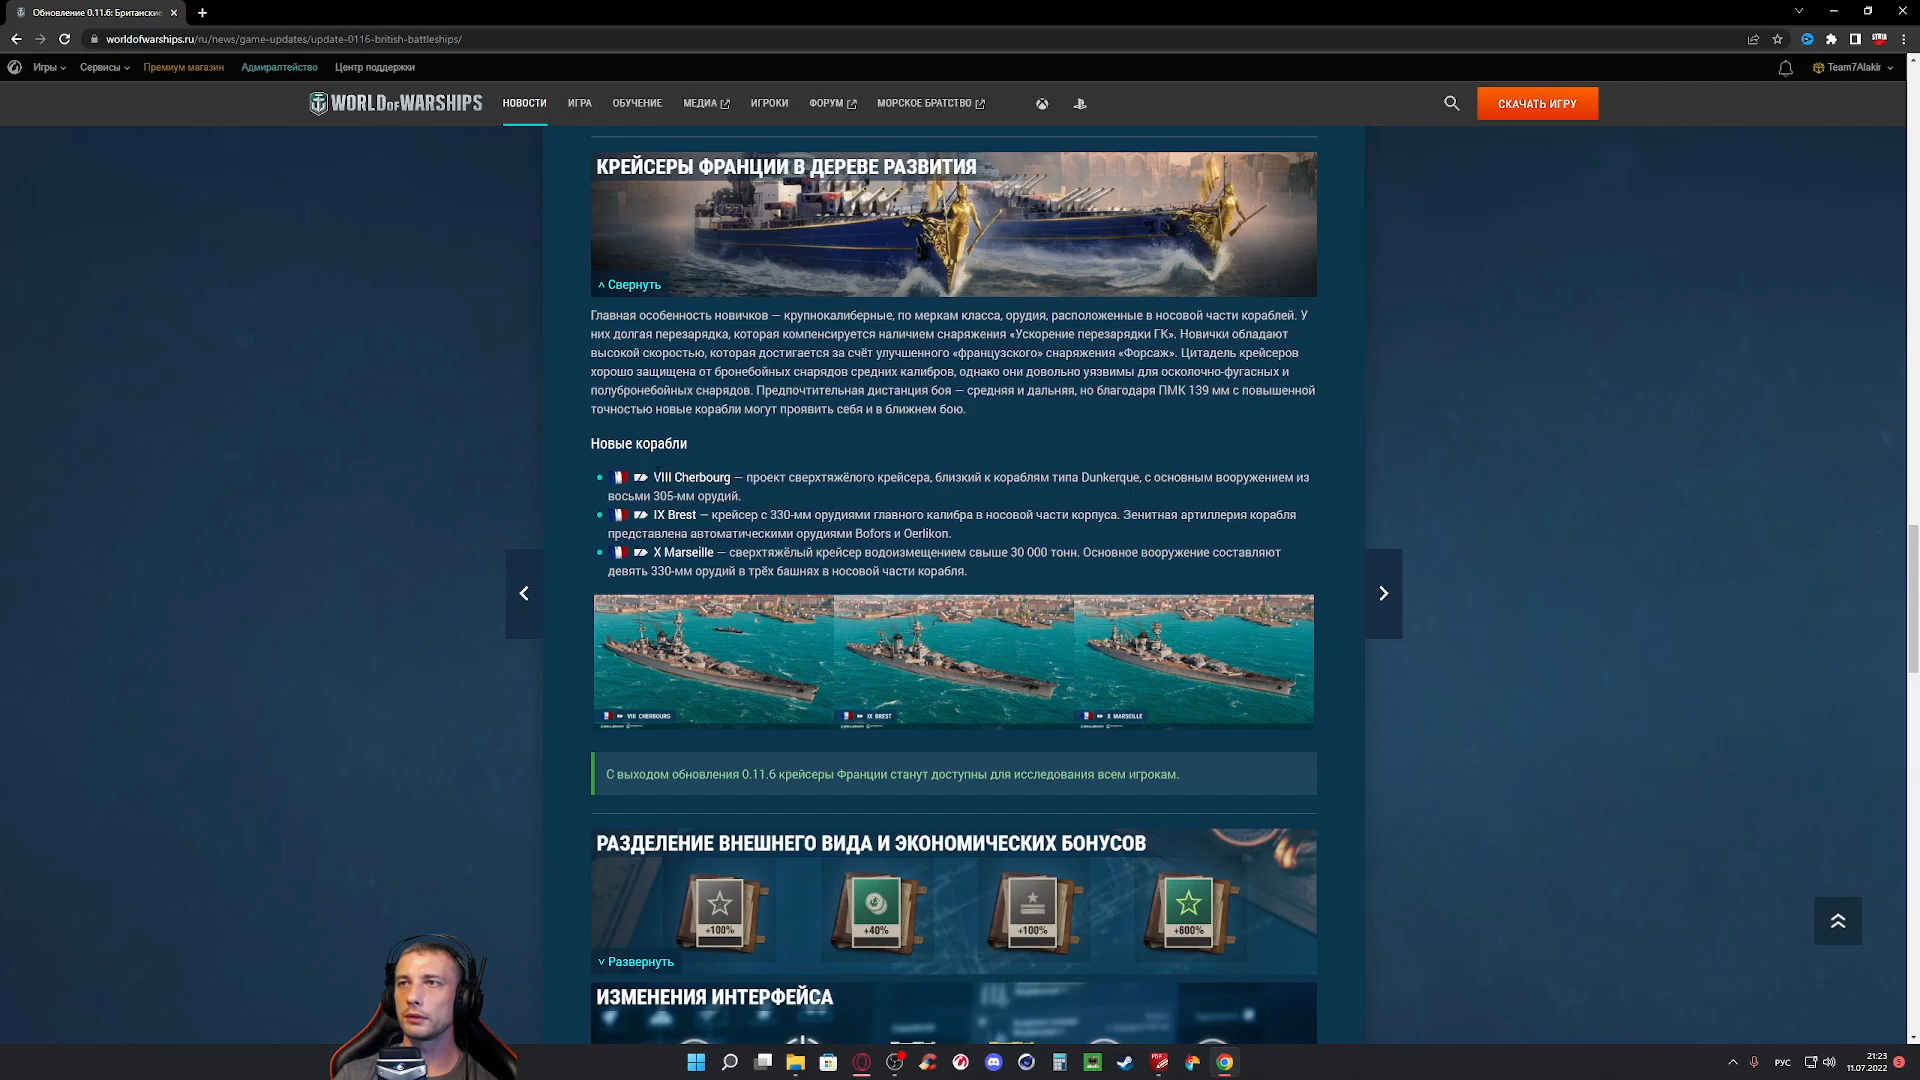 Обновление 0.11.6: Британские
worldofwarships.ru/ru/news/game-updates/update-0116-british-battleships/
Игры Сервисы Премиум магазин Адмиралтейство Центр поддержки
Team7Alakir
WORLD OF WARSHIPS
НОВОСТИ ИГРА ОБУЧЕНИЕ МЕДИА ИГРОКИ ФОРУМ МОРСКОЕ БРАТСТВО
СКАЧАТЬ ИГРУ
КРЕЙСЕРЫ ФРАНЦИИ В ДЕРЕВЕ РАЗВИТИЯ
Свернуть
Главная особенность новичков — крупнокалиберные, по меркам класса, орудия, расположенные в носовой части кораблей. У
них долгая перезарядка, которая компенсируется наличием снаряжения «Ускорение перезарядки ГК». Новички обладают
высокой скоростью, которая достигается за счёт улучшенного «французского» снаряжения «Форсаж». Цитадель крейсеров
хорошо защищена от бронебойных снарядов средних калибров, однако они довольно уязвимы для осколочно-фугасных и
полубронебойных снарядов. Предпочтительная дистанция боя — средняя и дальняя, но благодаря ПМК 139 мм с повышенной
точностью новые корабли могут проявить себя и в ближнем бою.
Новые корабли
VIII Cherbourg — проект сверхтяжёлого крейсера, близкий к кораблям типа Dunkerque, с основным вооружением из
восьми 305-мм орудий.
IX Brest — крейсер с 330-мм орудиями главного калибра в носовой части корпуса. Зенитная артиллерия корабля
представлена автоматическими орудиями Bofors и Oerlikon.
X Marseille — сверхтяжёлый крейсер водоизмещением свыше 30 000 тонн. Основное вооружение составляют
девять 330-мм орудий в трёх башнях в носовой части корабля.
VIII CHERBOURG
IX BREST
X MARSEILLE
С выходом обновления 0.11.6 крейсеры Франции станут доступны для исследования всем игрокам.
РАЗДЕЛЕНИЕ ВНЕШНЕГО ВИДА И ЭКОНОМИЧЕСКИХ БОНУСОВ
+100% +40% +100% +600%
Развернуть
ИЗМЕНЕНИЯ ИНТЕРФЕЙСА
РУС
21:23
11.07.2022
5